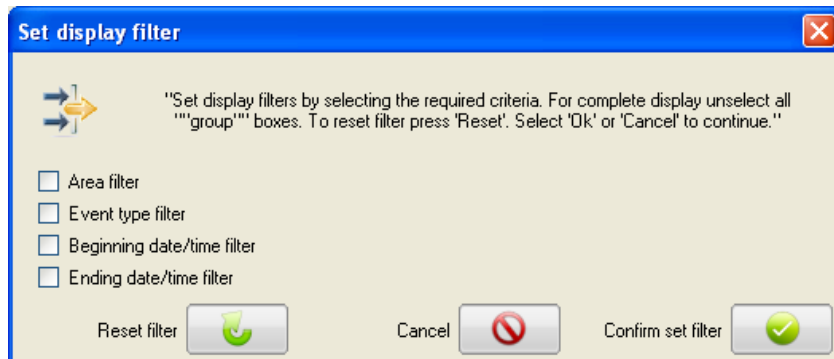 Set display filter
"Set display filters by selecting the required criteria. For complete display unselect all
""group"" boxes. To reset filter press 'Reset'. Select 'Ok' or 'Cancel' to continue."
Area filter
Event type filter
Beginning date/time filter
Ending date/time filter
Reset filter Cancel Confirm set filter